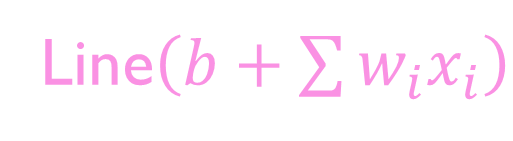 Line(b + ∑ wᵢxᵢ)